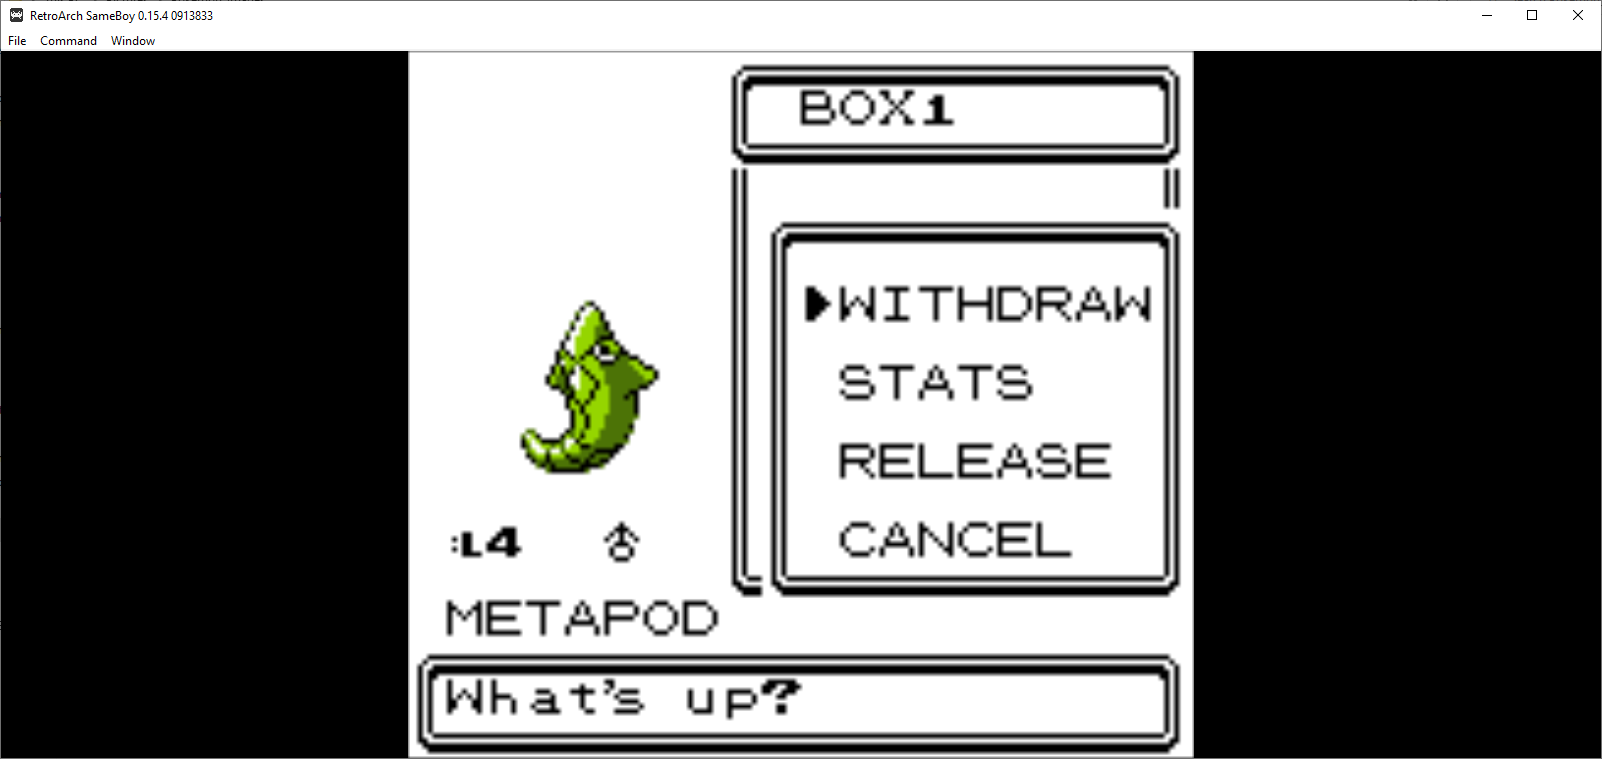 RetroArch SameBoy 0.15.4 0913833
File Command Window
BOX1
▶WITHDRAW
STATS
RELEASE
CANCEL
:L4 ♂
METAPOD
What's up?